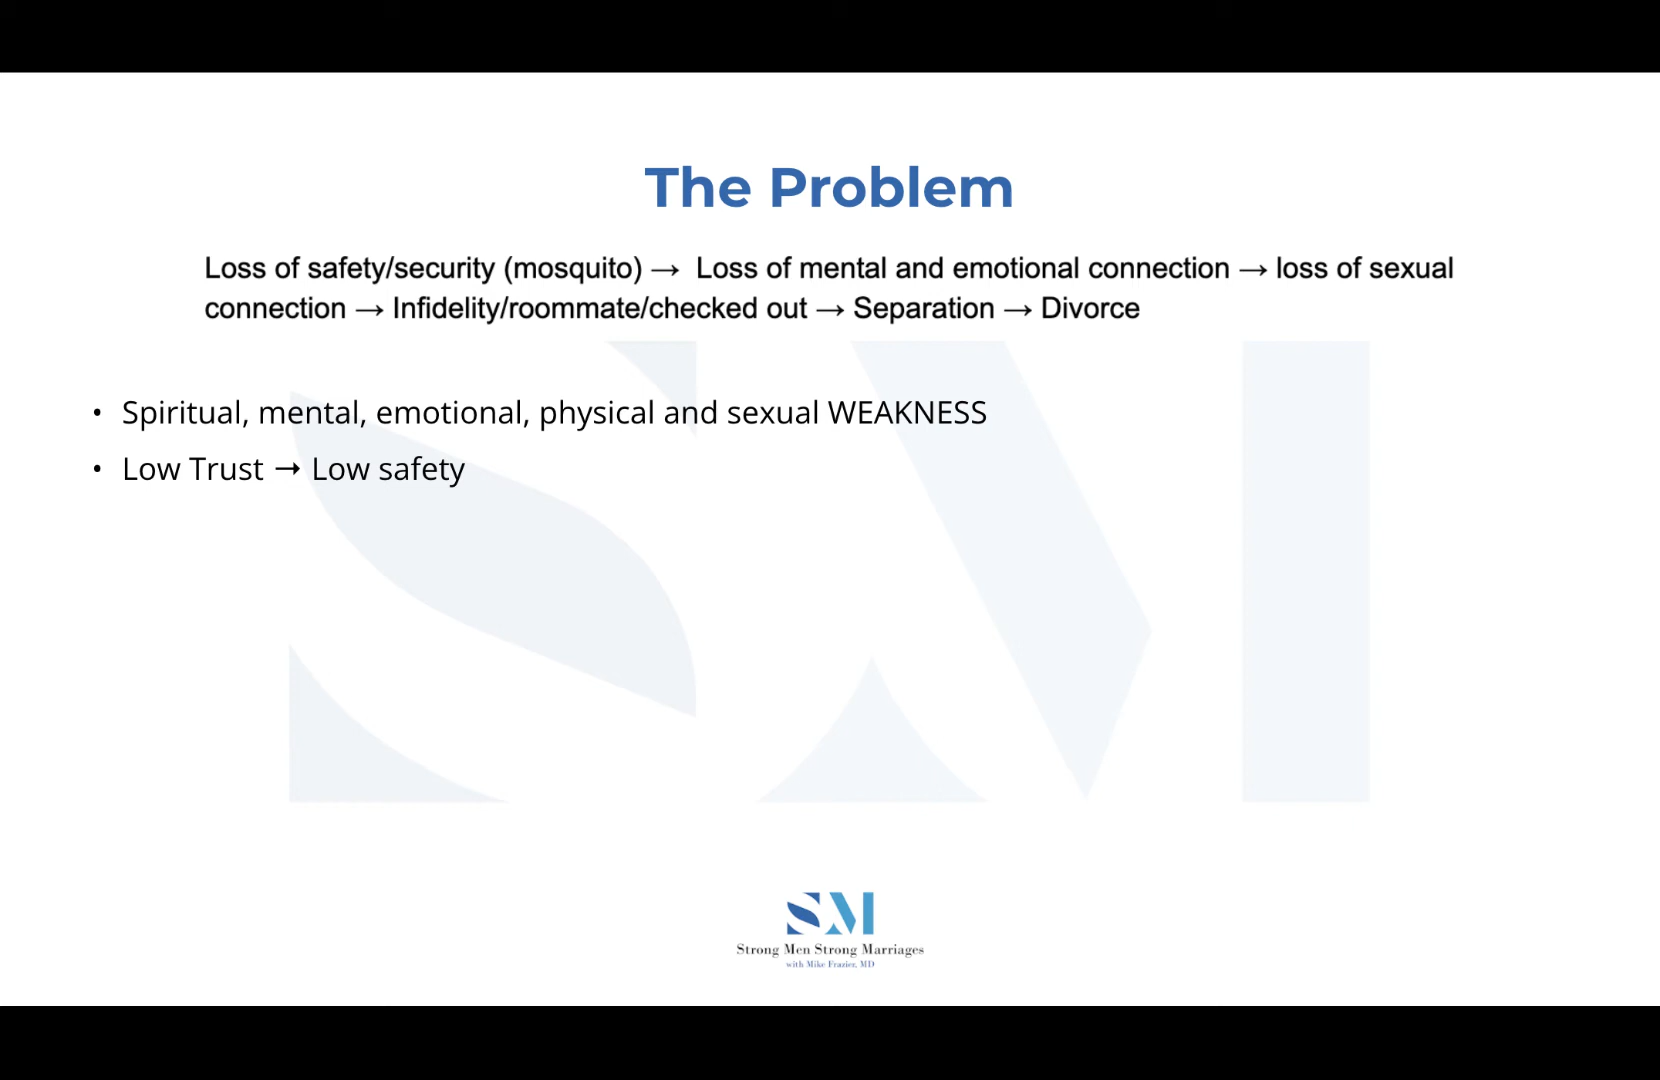 The Problem
Loss of safety/security (mosquito) → Loss of mental and emotional connection → loss of sexual
connection → Infidelity/roommate/checked out → Separation → Divorce
• Spiritual, mental, emotional, physical and sexual WEAKNESS
• Low Trust → Low safety
SM
SM
Strong Men Strong Marriages
with Mike Frazier, MD